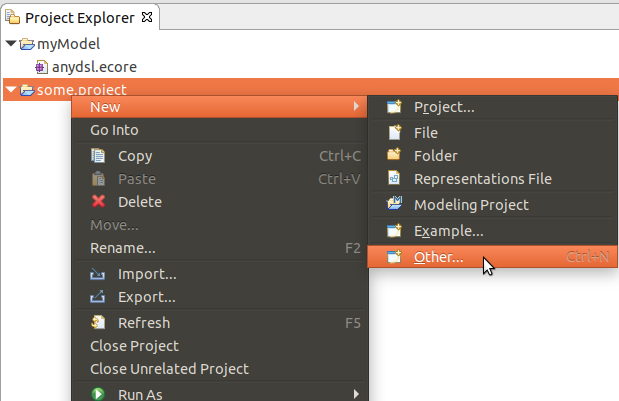 Project Explorer
myModel
anydsl.ecore
some.project
New
Go Into
Copy Ctrl+C
Paste Ctrl+V
Delete
Move...
Rename... F2
Import...
Export...
Refresh F5
Close Project
Close Unrelated Project
Run As
Project...
File
Folder
Representations File
Modeling Project
Example...
Other... Ctrl+N